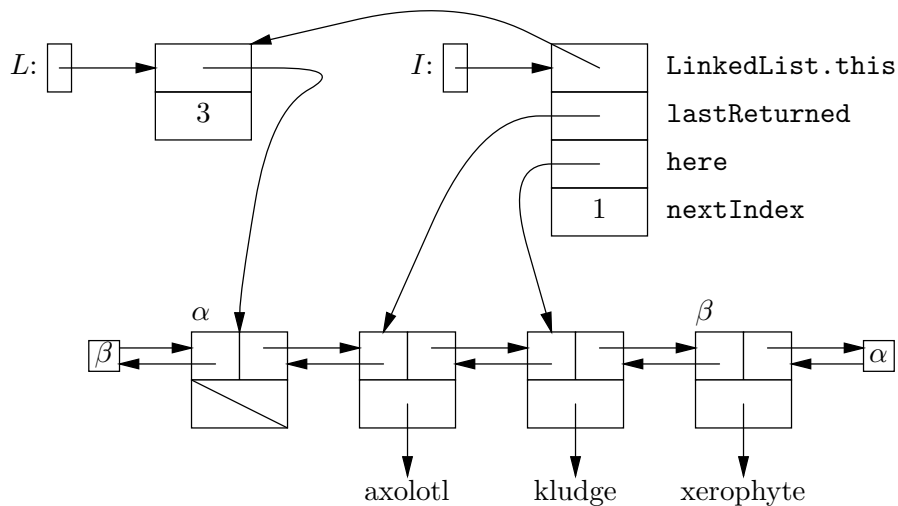 L: I: LinkedList.this
3 lastReturned
here
1 nextIndex
α β
β α
axolotl kludge xerophyte